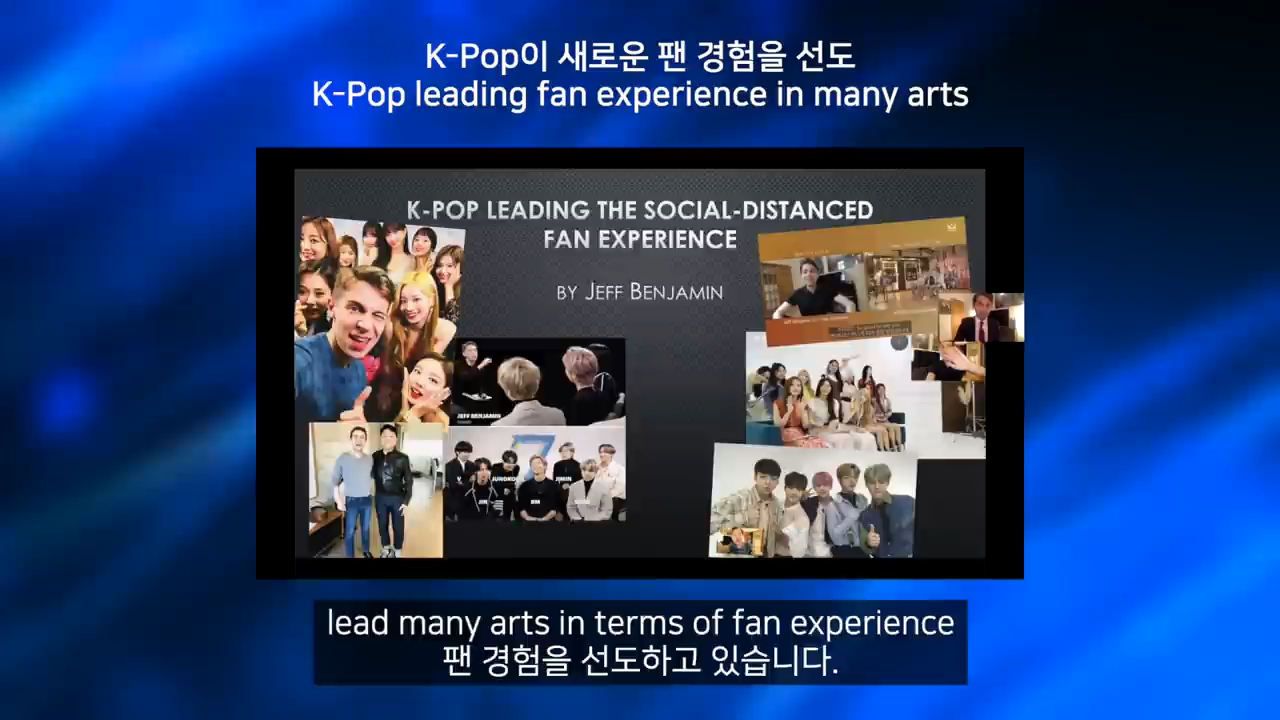 K-Pop이 새로운 팬 경험을 선도
K-Pop leading fan experience in many arts
K-POP LEADING THE SOCIAL-DISTANCED
FAN EXPERIENCE
BY JEFF BENJAMIN
JEFF BENJAMIN
7
V
JUNGKOOK
JIMIN
JIN
RM
lead many arts in terms of fan experience
팬 경험을 선도하고 있습니다.